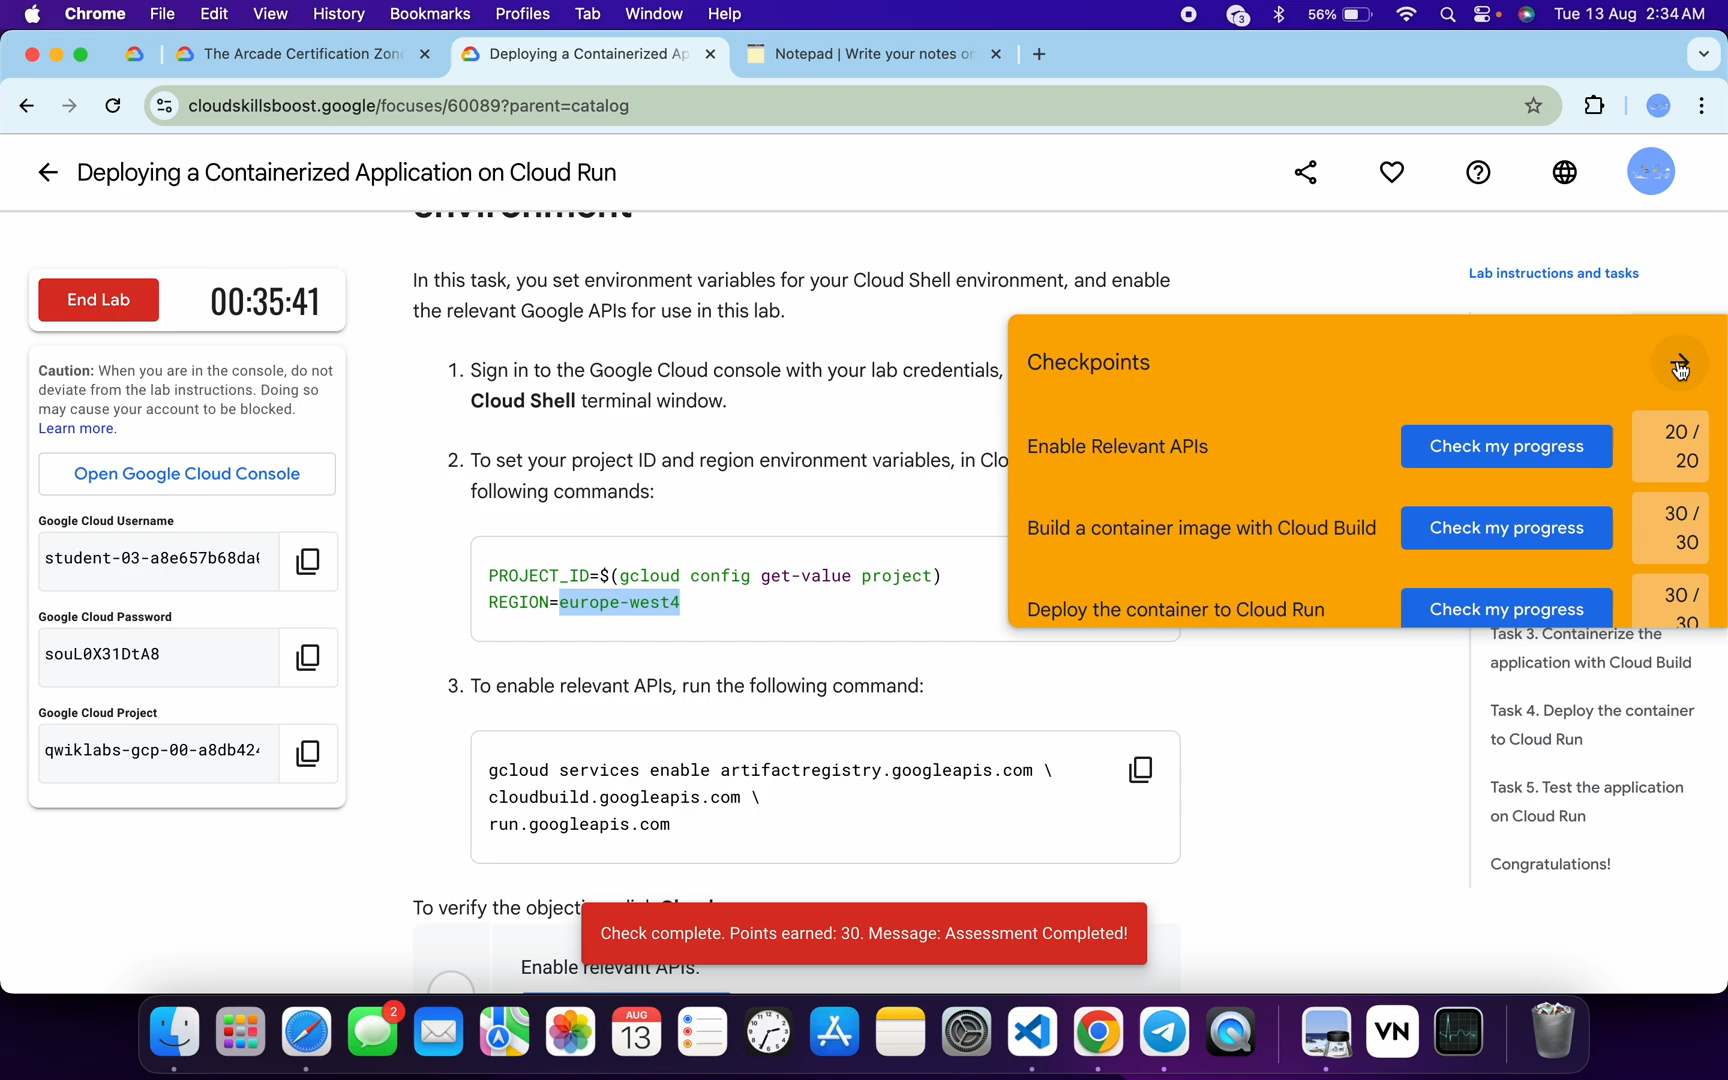 Chrome File Edit View History Bookmarks Profiles Tab Window Help 3 56% Tue 13 Aug 2:34 AM
The Arcade Certification Zone Deploying a Containerized Ap Notepad | Write your notes on
cloudskillsboost.google/focuses/60089?parent=catalog
Deploying a Containerized Application on Cloud Run
environment
End Lab 00:35:41
Caution: When you are in the console, do not
deviate from the lab instructions. Doing so
may cause your account to be blocked.
Learn more.
Open Google Cloud Console
Google Cloud Username
student-03-a8e657b68da
Google Cloud Password
souL0X31DtA8
Google Cloud Project
qwiklabs-gcp-00-a8db424
In this task, you set environment variables for your Cloud Shell environment, and enable
the relevant Google APIs for use in this lab.
1. Sign in to the Google Cloud console with your lab credentials,
Cloud Shell terminal window.
2. To set your project ID and region environment variables, in Clo
following commands:
PROJECT_ID=$(gcloud config get-value project)
REGION=europe-west4
3. To enable relevant APIs, run the following command:
gcloud services enable artifactregistry.googleapis.com \
cloudbuild.googleapis.com \
run.googleapis.com
To verify the objecti
Enable relevant APIs.
Check complete. Points earned: 30. Message: Assessment Completed!
Lab instructions and tasks
Checkpoints
Enable Relevant APIs Check my progress 20 /
20
Build a container image with Cloud Build Check my progress 30 /
30
Deploy the container to Cloud Run Check my progress 30 /
30
Task 3. Containerize the
application with Cloud Build
Task 4. Deploy the container
to Cloud Run
Task 5. Test the application
on Cloud Run
Congratulations!
2
AUG
13
VN